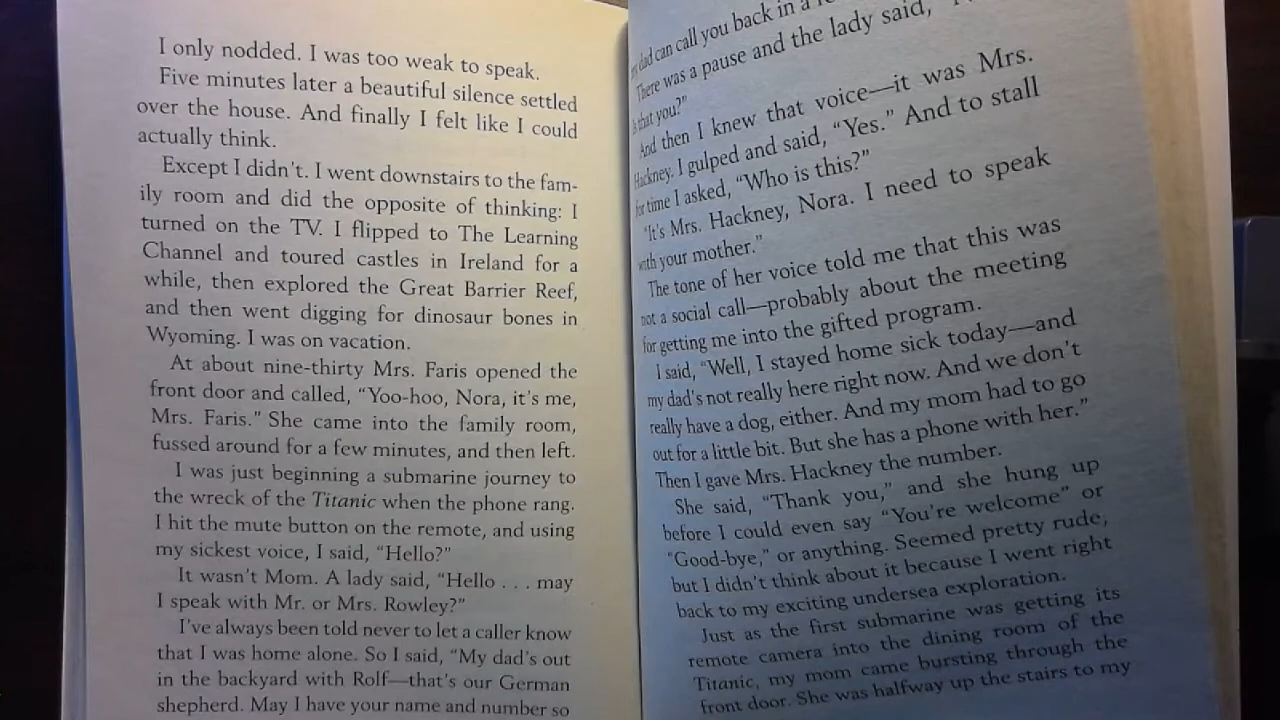 I only nodded. I was too weak to speak.
Five minutes later a beautiful silence settled
over the house. And finally I felt like I could
actually think.
Except I didn't. I went downstairs to the fam-
ily room and did the opposite of thinking: I
turned on the TV. I flipped to The Learning
Channel and toured castles in Ireland for a
while, then explored the Great Barrier Reef,
and then went digging for dinosaur bones in
Wyoming. I was on vacation.
At about nine-thirty Mrs. Faris opened the
front door and called, “Yoo-hoo, Nora, it's me,
Mrs. Faris.” She came into the family room,
fussed around for a few minutes, and then left.
I was just beginning a submarine journey to
the wreck of the Titanic when the phone rang.
I hit the mute button on the remote, and using
my sickest voice, I said, “Hello?”
It wasn't Mom. A lady said, “Hello . . . may
I speak with Mr. or Mrs. Rowley?”
I've always been told never to let a caller know
that I was home alone. So I said, “My dad's out
in the backyard with Rolf—that's our German
shepherd. May I have your name and number so
my dad can call you back in a
There was a pause and the lady said,
is that you?”
And then I knew that voice—it was Mrs.
Hackney. I gulped and said, “Yes.” And to stall
for time I asked, “Who is this?”
“It's Mrs. Hackney, Nora. I need to speak
with your mother.”
The tone of her voice told me that this was
not a social call—probably about the meeting
for getting me into the gifted program.
I said, “Well, I stayed home sick today—and
my dad's not really here right now. And we don't
really have a dog, either. And my mom had to go
out for a little bit. But she has a phone with her.”
Then I gave Mrs. Hackney the number.
She said, “Thank you,” and she hung up
before I could even say “You're welcome” or
“Good-bye,” or anything. Seemed pretty rude,
but I didn't think about it because I went right
back to my exciting undersea exploration.
Just as the first submarine was getting its
remote camera into the dining room of the
Titanic, my mom came bursting through the
front door. She was halfway up the stairs to my